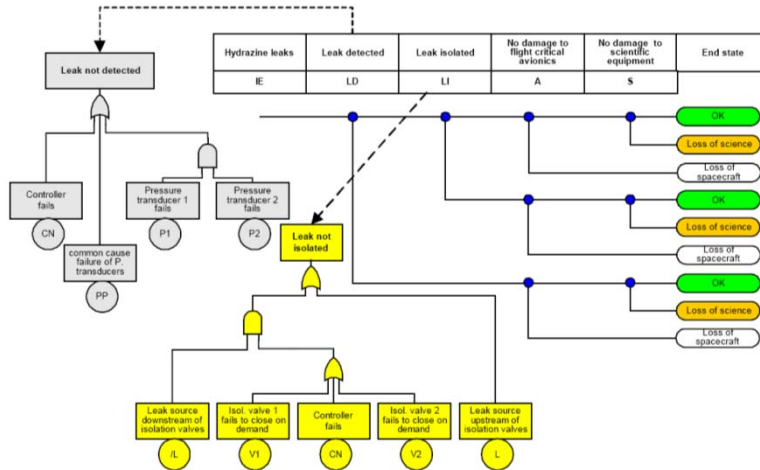 Hydrazine leaks
Leak detected
Leak isolated
No damage to
flight critical
avionics
No damage to
scientific
equipment
End state
IE
LD
LI
A
S
Leak not detected
OK
Loss of science
Loss of
spacecraft
OK
Loss of science
Loss of
spacecraft
OK
Loss of science
Loss of
spacecraft
Controller
fails
CN
common cause
failure of P.
transducers
PP
Pressure
transducer 1
fails
P1
Pressure
transducer 2
fails
P2
Leak not
isolated
Leak source
downstream of
isolation valves
/L
Isol. valve 1
fails to close on
demand
V1
Controller
fails
CN
Isol. valve 2
fails to close on
demand
V2
Leak source
upstream of
isolation valves
L